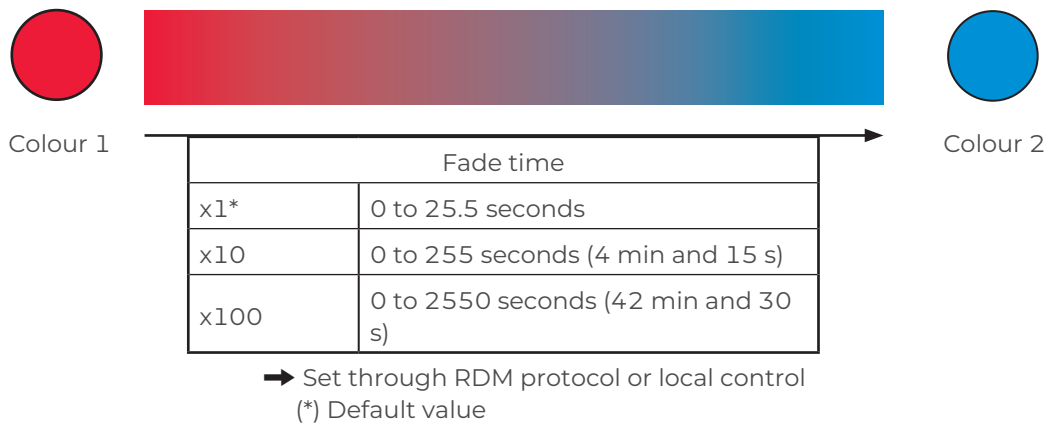 Colour 1
Colour 2
Fade time
x1*
0 to 25.5 seconds
x10
0 to 255 seconds (4 min and 15 s)
x100
0 to 2550 seconds (42 min and 30
s)
Set through RDM protocol or local control
(*) Default value